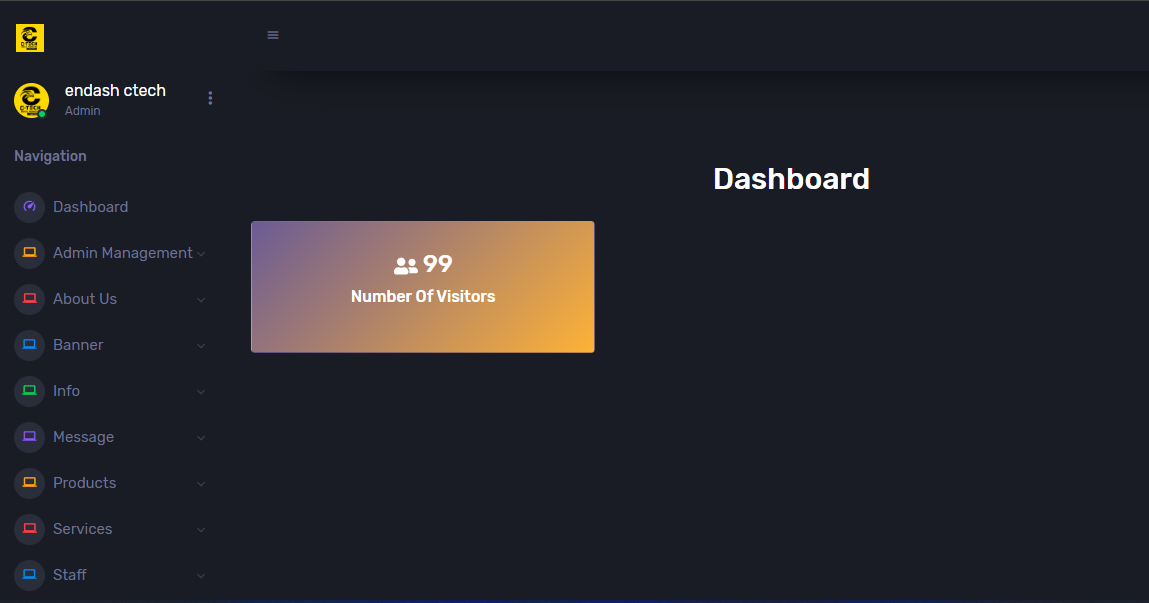 endash ctech
Admin
Navigation
Dashboard
Admin Management
About Us
Banner
Info
Message
Products
Services
Staff
Dashboard
99
Number Of Visitors